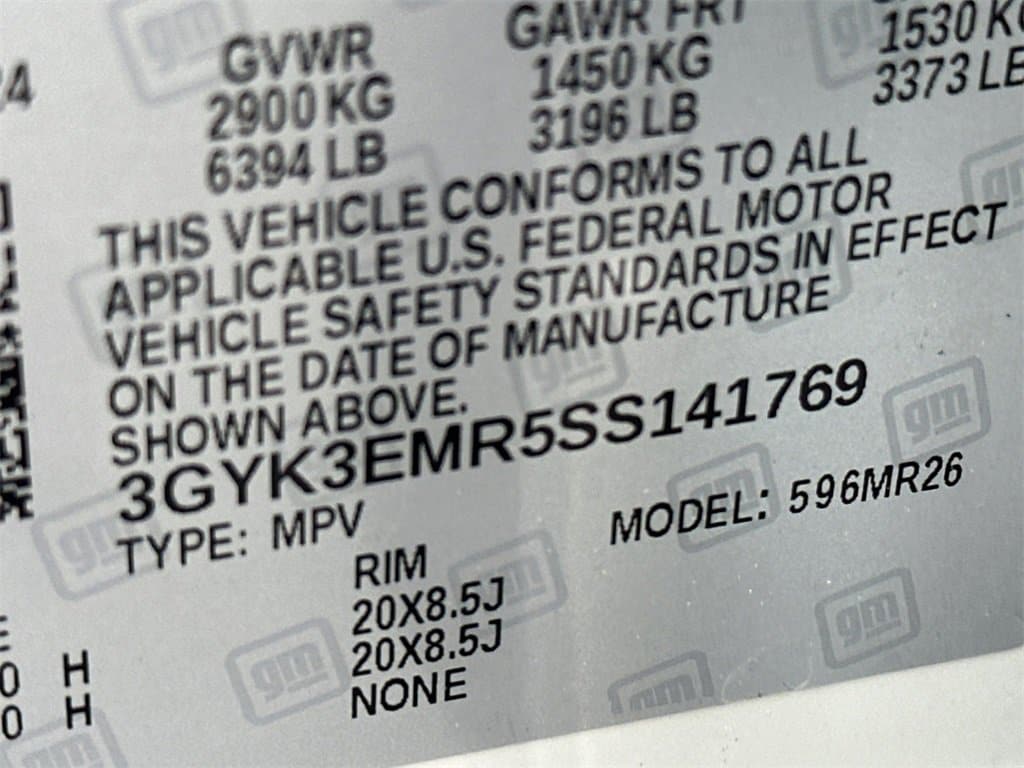 GVWR GAWR FRT
2900 KG 1450 KG 1530 KG
6394 LB 3196 LB 3373 LB
THIS VEHICLE CONFORMS TO ALL
APPLICABLE U.S. FEDERAL MOTOR
VEHICLE SAFETY STANDARDS IN EFFECT
ON THE DATE OF MANUFACTURE
SHOWN ABOVE.
3GYK3EMR5SS141769
TYPE: MPV MODEL: 596MR26
RIM
20X8.5J
H 20X8.5J
H NONE
gm